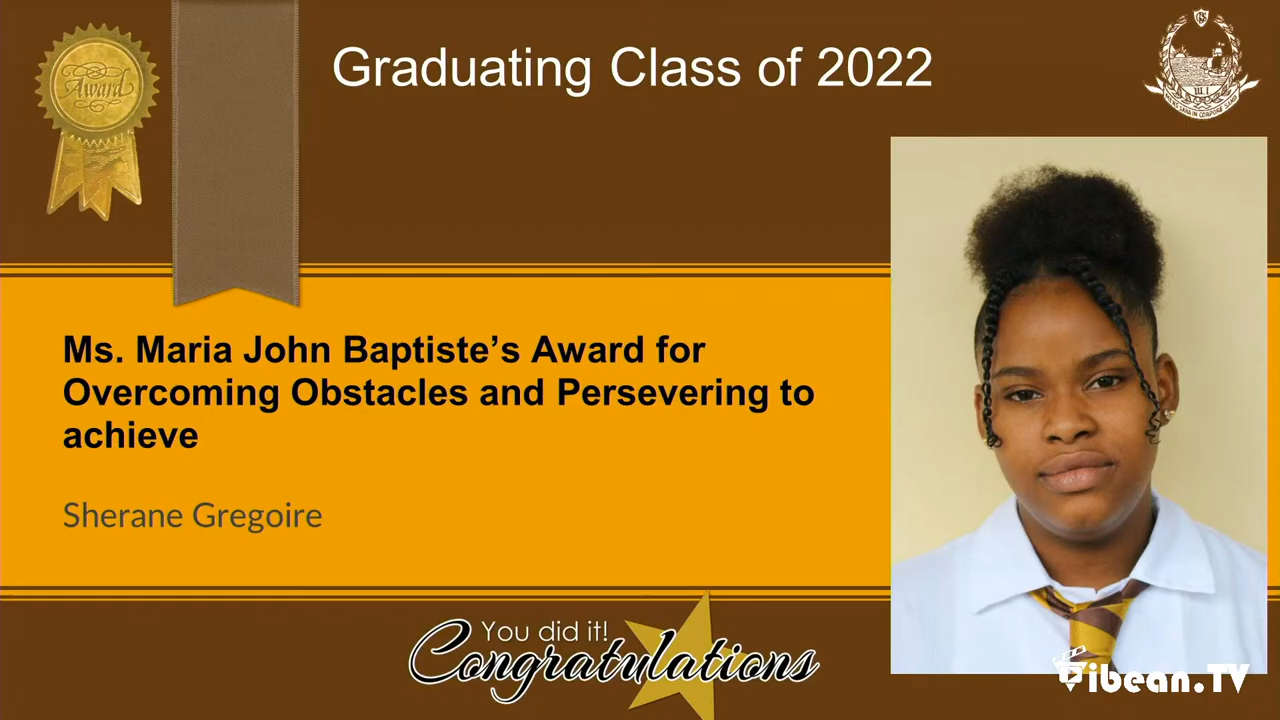 Graduating Class of 2022
Award
Ms. Maria John Baptiste’s Award for
Overcoming Obstacles and Persevering to
achieve
Sherane Gregoire
You did it!
Congratulations
Vibean.TV